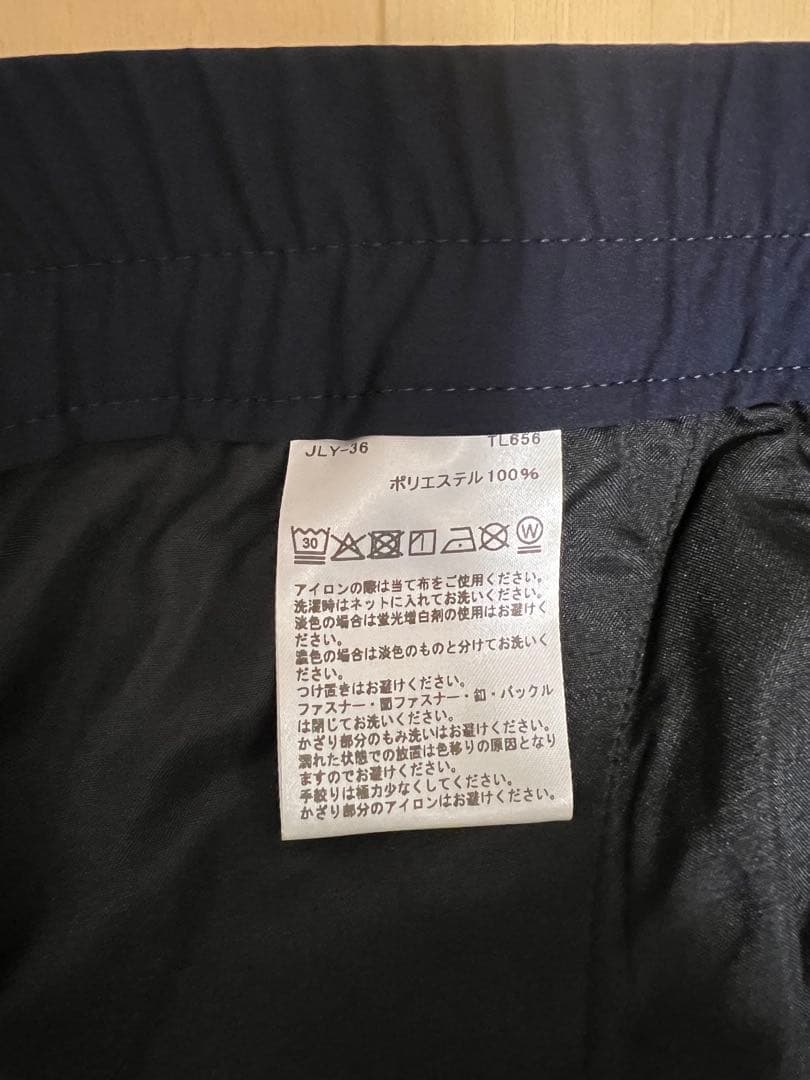 JLY-36 TL656
ポリエステル100%
30 W
アイロンの際は当て布をご使用ください。
洗濯時はネットに入れてお洗いください。
淡色の場合は蛍光増白剤の使用はお避けく
ださい。
濃色の場合は淡色のものと分けてお洗いく
ださい。
つけ置きはお避けください。
ファスナー・面ファスナー・釦・バックル
は閉じてお洗いください。
かざり部分のもみ洗いはお避けください。
濡れた状態での放置は色移りの原因となり
ますのでお避けください。
手絞りは極力少なくしてください。
かざり部分のアイロンはお避けください。